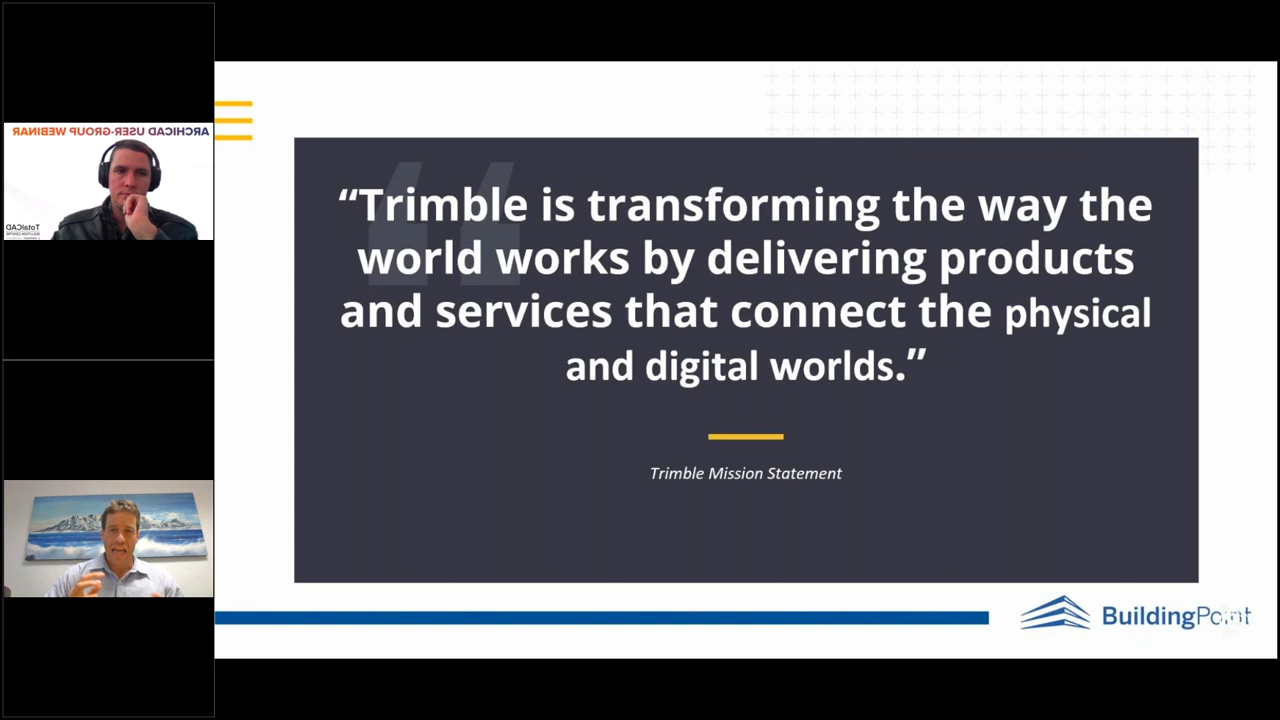 ARCHICAD USER-GROUP WEBINAR
TotalCAD
“Trimble is transforming the way the
world works by delivering products
and services that connect the physical
and digital worlds.”
Trimble Mission Statement
BuildingPoint